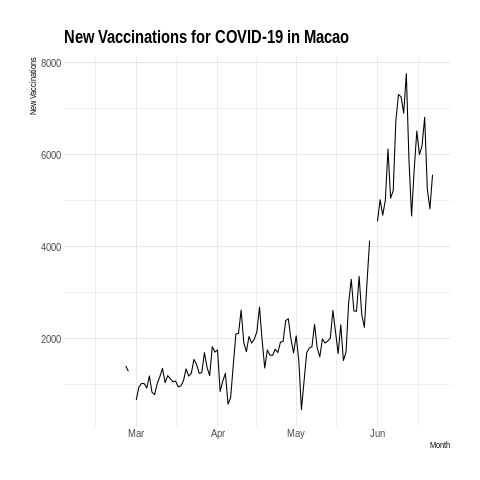 New Vaccinations for COVID-19 in Macao
New Vaccinations
8000
6000
4000
2000
Mar Apr May Jun
Month